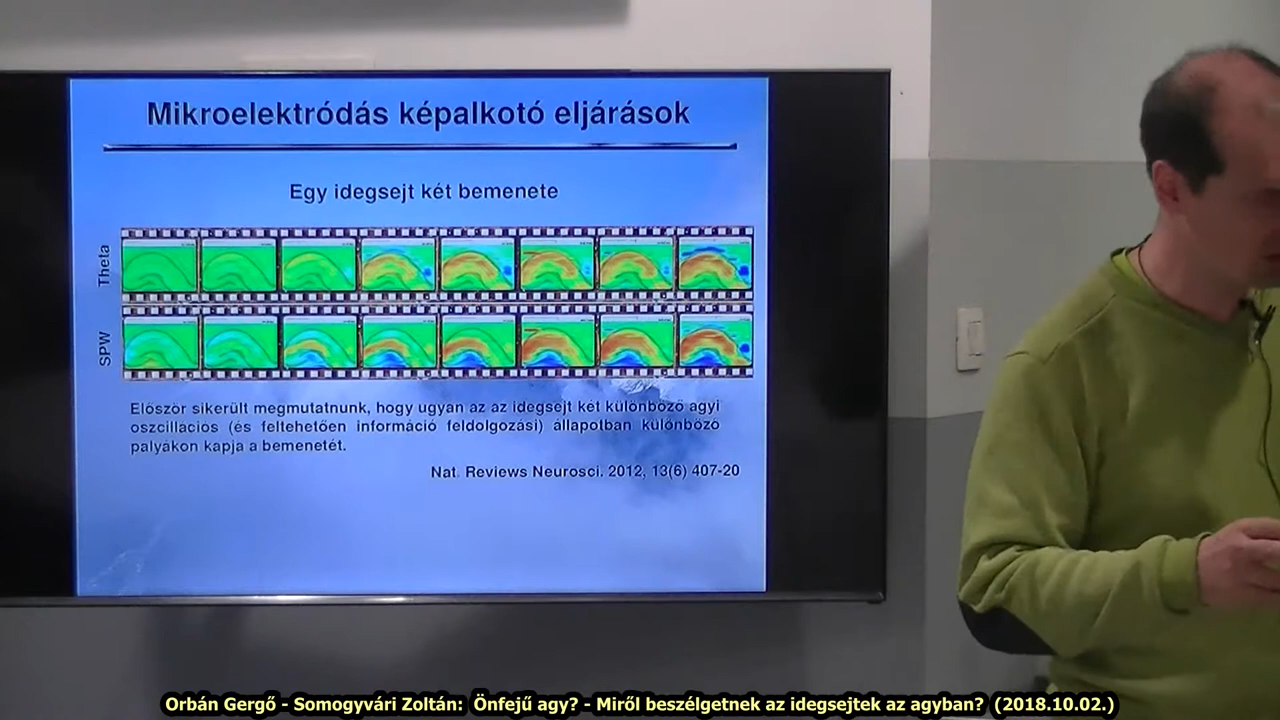 Mikroelektródás képalkotó eljárások
Egy idegsejt két bemenete
Theta
SPW
Először sikerült megmutatnunk, hogy ugyan az az idegsejt két különböző agyi
oszcillációs (és feltehetően információ feldolgozási) állapotban különböző
pályákon kapja a bemenetét.
Nat. Reviews Neurosci. 2012, 13(6) 407-20
Orbán Gergő - Somogyvári Zoltán: Önfejű agy? - Miről beszélgetnek az idegsejtek az agyban? (2018.10.02.)